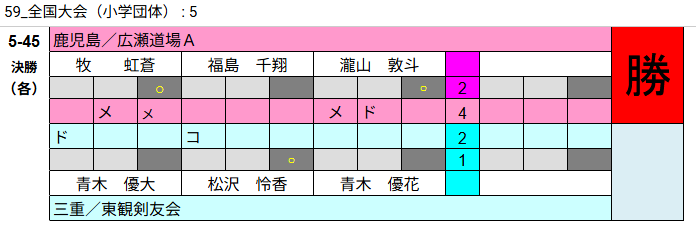 59_全国大会（小学団体）: 5
5-45 鹿児島／広瀬道場Ａ
決勝 牧 虹蒼 福島 千翔 瀧山 敦斗 勝
（各） ○ ○ 2
メ メ メ ド 4
ド コ 2
○ 1
青木 優大 松沢 怜香 青木 優花
三重／東観剣友会